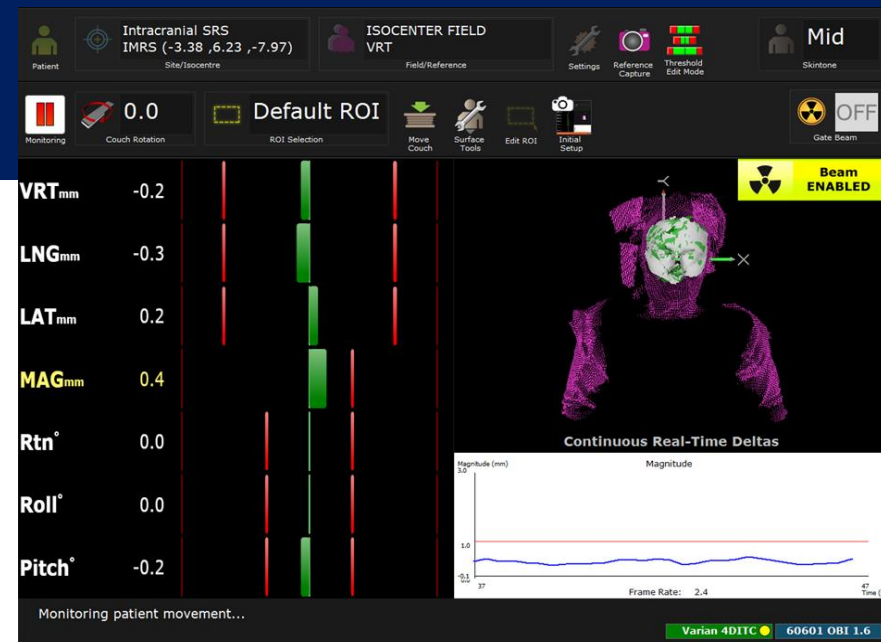 Patient
Intracranial SRS
IMRS (-3.38 ,6.23 ,-7.97)
Site/Isocentre
ISOCENTER FIELD
VRT
Field/Reference
Settings
Reference
Capture
Threshold
Edit Mode
Mid
Skintone
Monitoring
0.0
Couch Rotation
Default ROI
ROI Selection
Move
Couch
Surface
Tools
Edit ROI
Initial
Setup
OFF
Gate Beam
VRTmm -0.2
LNGmm -0.3
LATmm 0.2
MAGmm 0.4
Rtn° 0.0
Roll° 0.0
Pitch° -0.2
Beam
ENABLED
Y
X
Continuous Real-Time Deltas
Magnitude (mm)
Magnitude
3.0
1.0
-0.1
0.0
37
47
Frame Rate: 2.4
Time (
Monitoring patient movement...
Varian 4DITC
60601 OBI 1.6